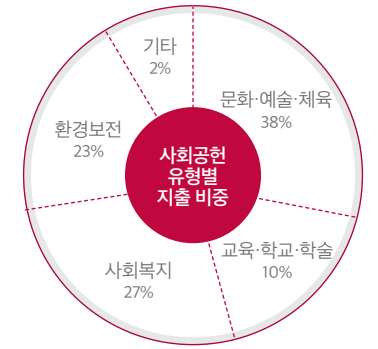 기타
2%
문화·예술·체육
38%
환경보전
23%
사회공헌
유형별
지출 비중
교육·학교·학술
10%
사회복지
27%